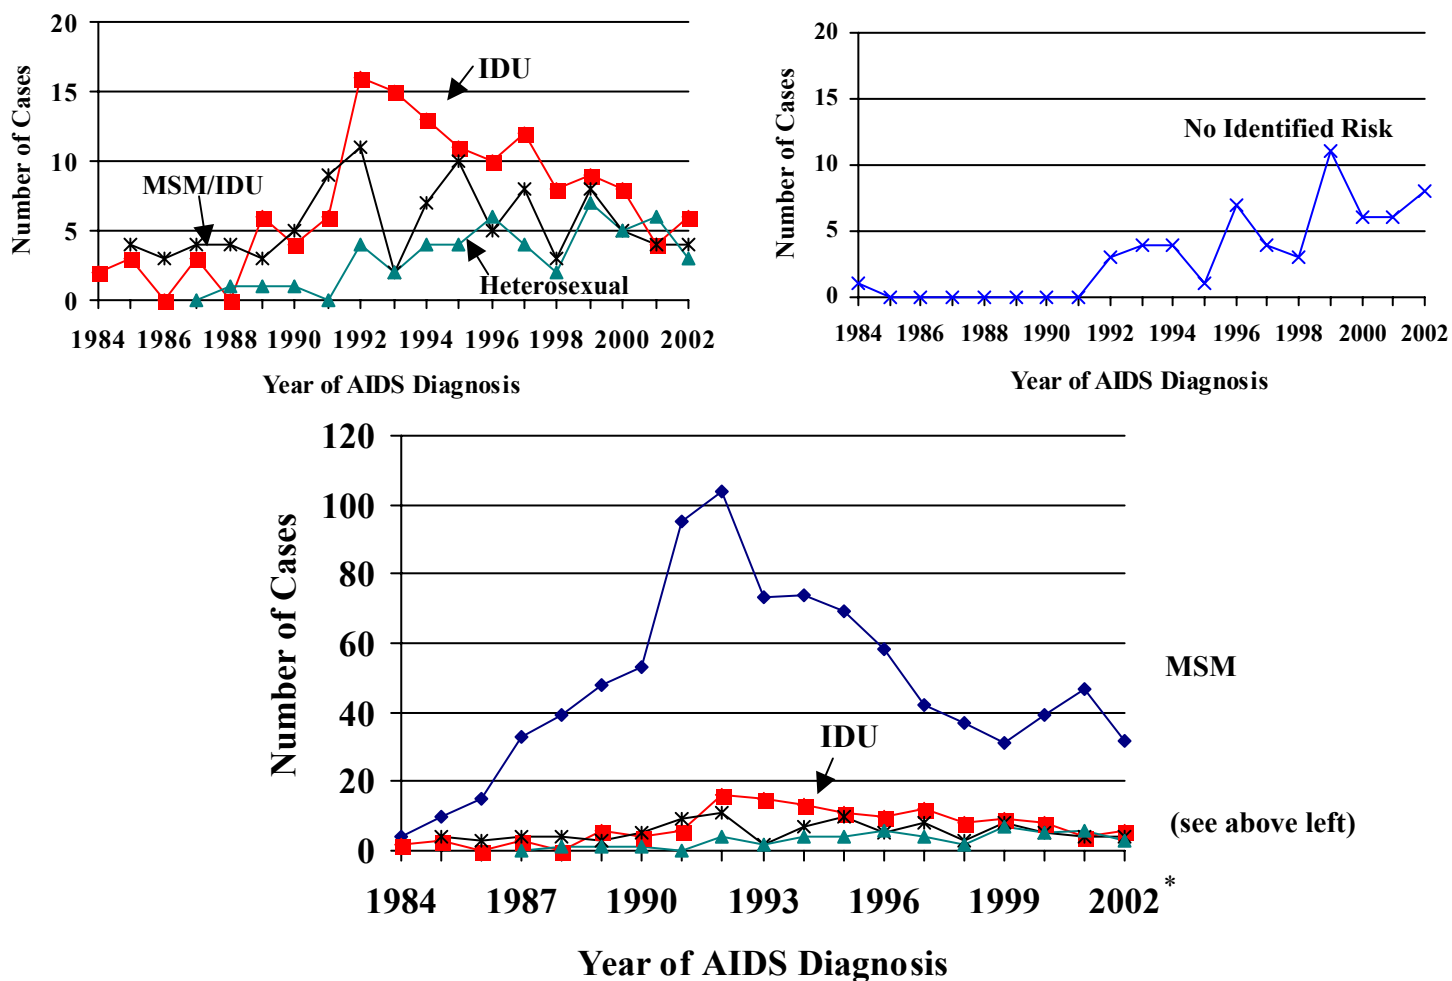 20
15
10
5
0
Number of Cases
IDU
MSM/IDU
Heterosexual
1984 1986 1988 1990 1992 1994 1996 1998 2000 2002
Year of AIDS Diagnosis
20
15
10
5
0
Number of Cases
No Identified Risk
1984 1986 1988 1990 1992 1994 1996 1998 2000 2002
Year of AIDS Diagnosis
120
100
80
60
40
20
0
Number of Cases
MSM
IDU
(see above left)
1984 1987 1990 1993 1996 1999 2002*
Year of AIDS Diagnosis